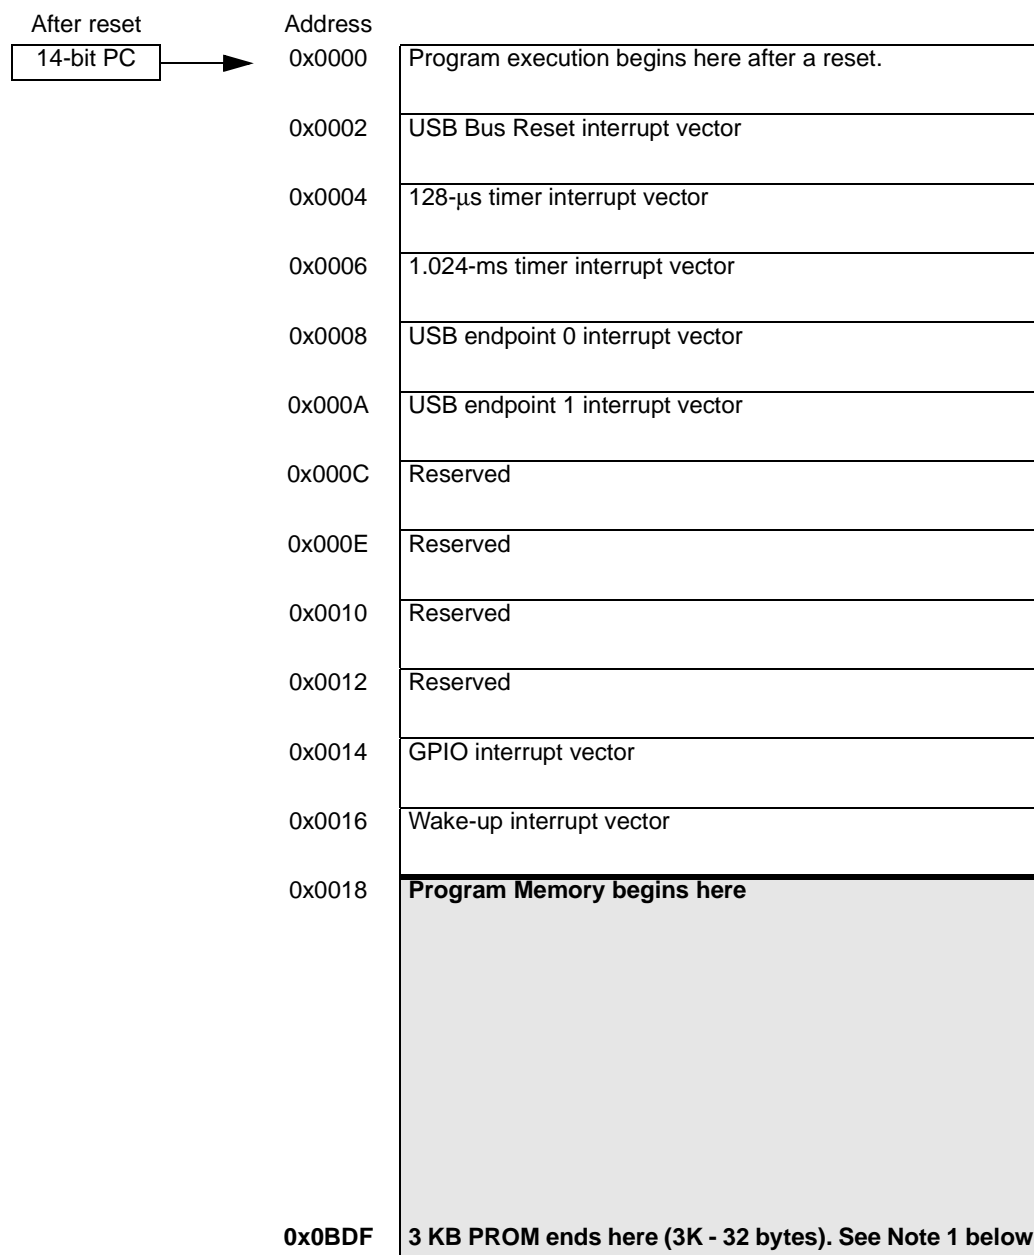 After reset Address
14-bit PC 0x0000 Program execution begins here after a reset.
0x0002 USB Bus Reset interrupt vector
0x0004 128-μs timer interrupt vector
0x0006 1.024-ms timer interrupt vector
0x0008 USB endpoint 0 interrupt vector
0x000A USB endpoint 1 interrupt vector
0x000C Reserved
0x000E Reserved
0x0010 Reserved
0x0012 Reserved
0x0014 GPIO interrupt vector
0x0016 Wake-up interrupt vector
0x0018 Program Memory begins here
0x0BDF 3 KB PROM ends here (3K - 32 bytes). See Note 1 below